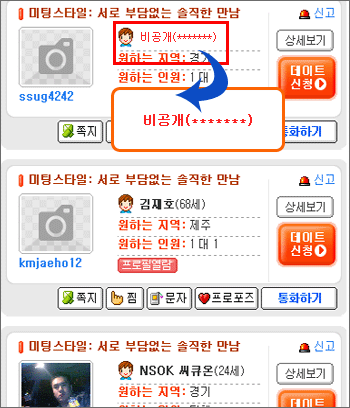 미팅스타일: 서로 부담없는 솔직한 만남 신고
비공개(*******) 상세보기
원하는 지역: 경기
원하는 인원: 1 대 데이트
신청
ssug4242
비공개(*******)
쪽지 통화하기
미팅스타일: 서로 부담없는 솔직한 만남 신고
김재호(68세) 상세보기
원하는 지역: 제주
원하는 인원: 1 대 1 데이트
신청
kmjaeho12 프로필열람
쪽지 찜 문자 프로포즈 통화하기
미팅스타일: 서로 부담없는 솔직한 만남 신고
NSOK 씨큐온(24세) 상세보기
원하는 지역: 경기
데이트